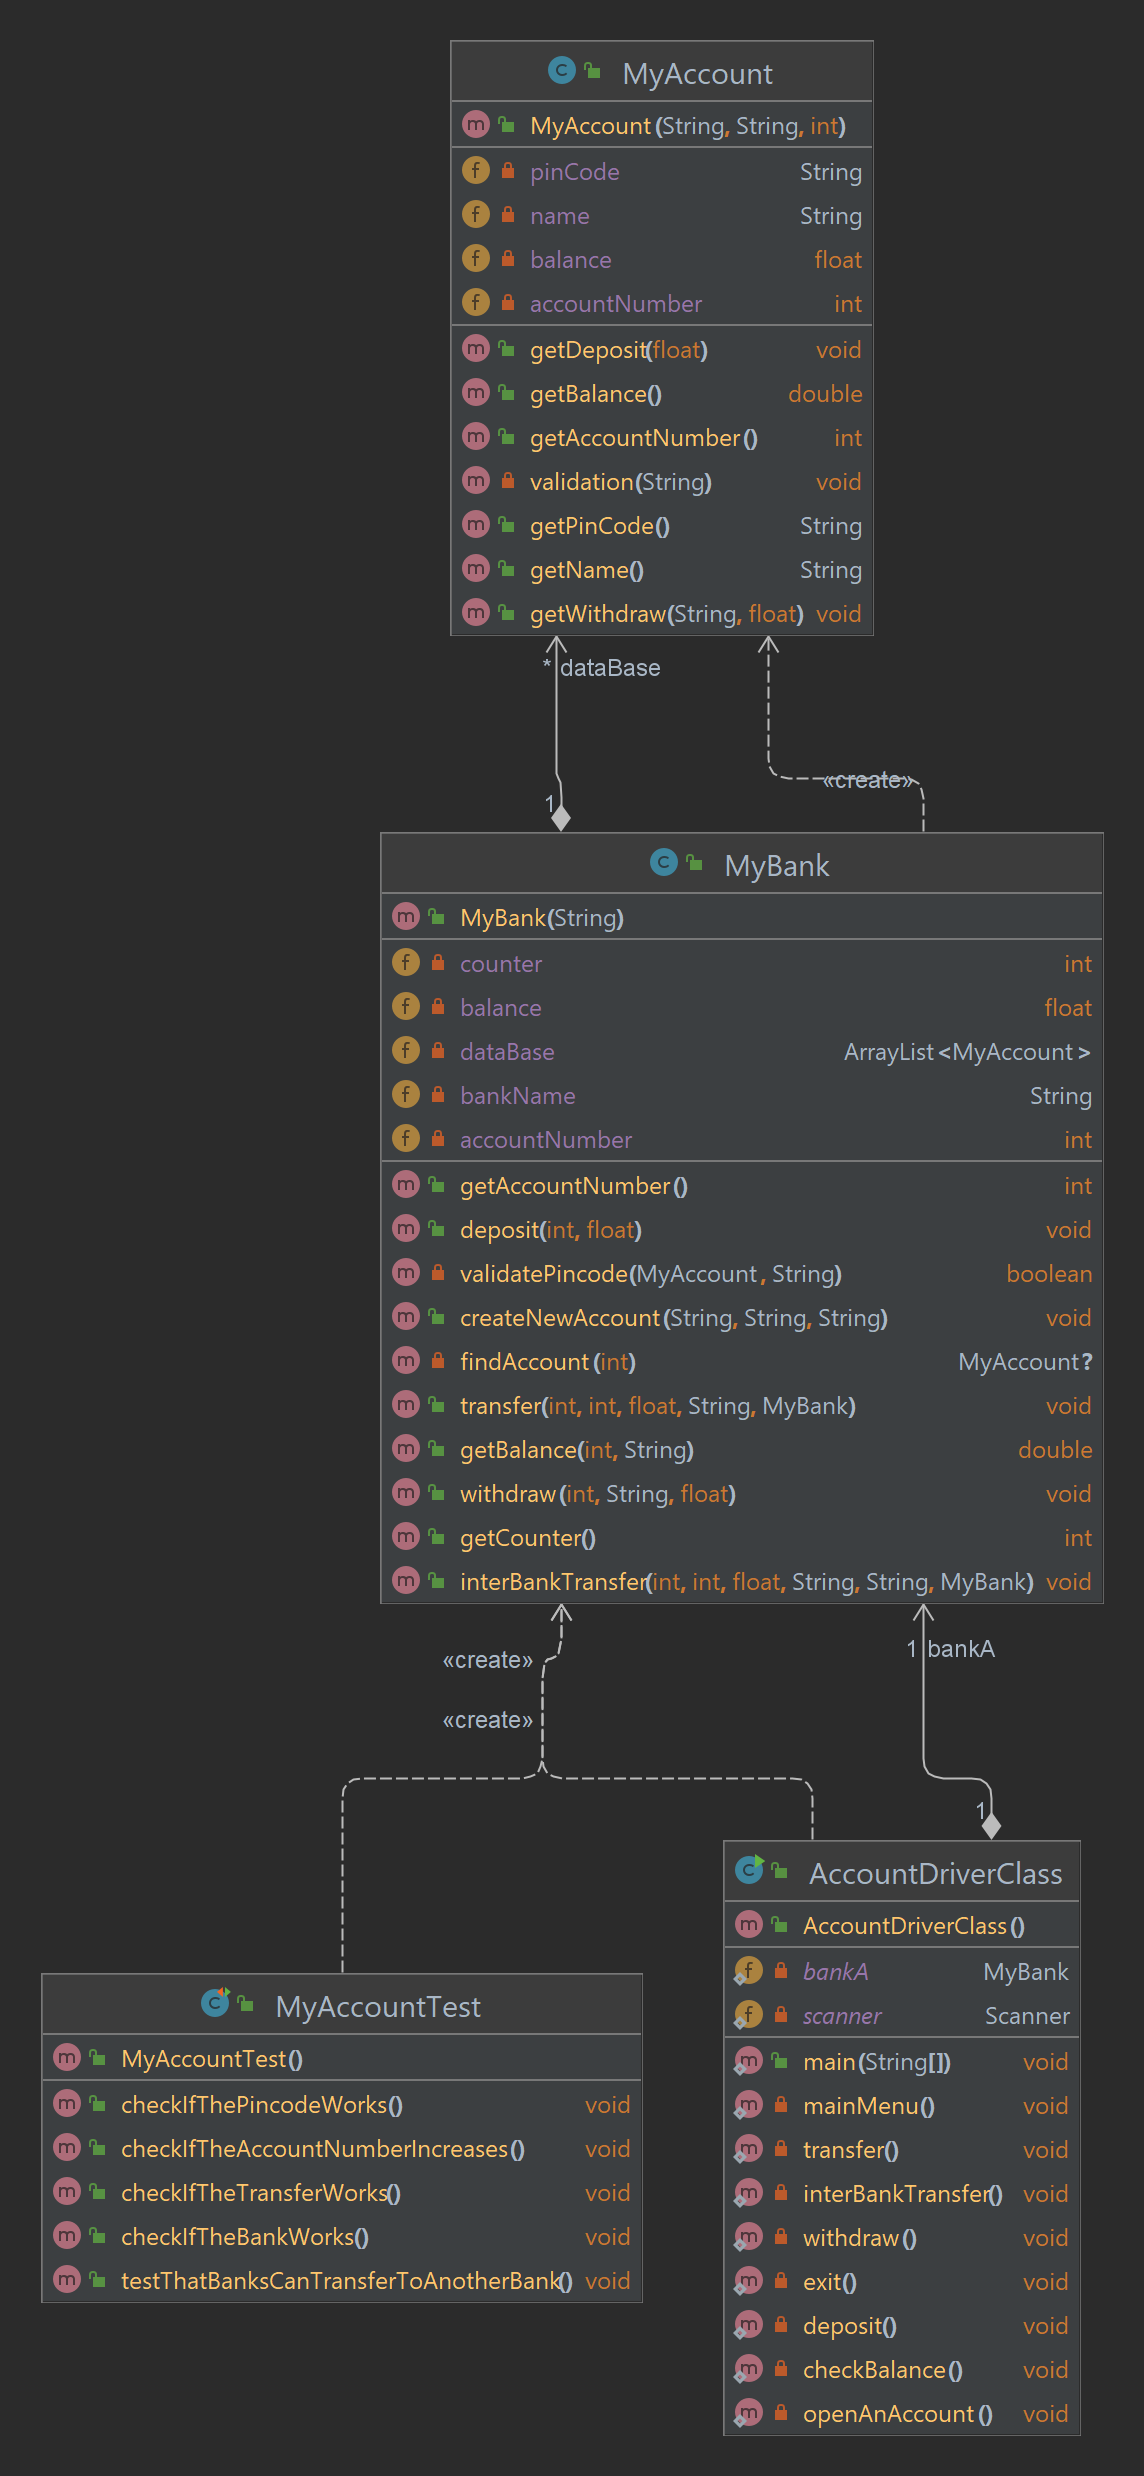 MyAccount
MyAccount(String, String, int)
pinCode String
name String
balance float
accountNumber int
getDeposit(float) void
getBalance() double
getAccountNumber() int
validation(String) void
getPinCode() String
getName() String
getWithdraw(String, float) void
* dataBase
«create»
1
MyBank
MyBank(String)
counter int
balance float
dataBase ArrayList<MyAccount>
bankName String
accountNumber int
getAccountNumber() int
deposit(int, float) void
validatePincode(MyAccount, String) boolean
createNewAccount(String, String, String) void
findAccount(int) MyAccount?
transfer(int, int, float, String, MyBank) void
getBalance(int, String) double
withdraw(int, String, float) void
getCounter() int
interBankTransfer(int, int, float, String, String, MyBank) void
1 bankA
«create»
«create»
1
AccountDriverClass
AccountDriverClass()
bankA MyBank
scanner Scanner
main(String[]) void
mainMenu() void
transfer() void
interBankTransfer() void
withdraw() void
exit() void
deposit() void
checkBalance() void
openAnAccount() void
MyAccountTest
MyAccountTest()
checkIfThePincodeWorks() void
checkIfTheAccountNumberIncreases() void
checkIfTheTransferWorks() void
checkIfTheBankWorks() void
testThatBanksCanTransferToAnotherBank() void